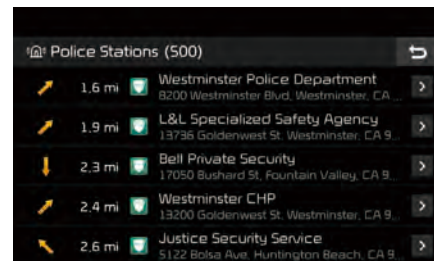 Police Stations (500)
1.6 mi Westminster Police Department
8200 Westminster Blvd, Westminster, CA ...
1.9 mi L&L Specialized Safety Agency
13736 Goldenwest St. Westminster, CA 9...
2.3 mi Bell Private Security
17050 Bushard St, Fountain Valley, CA 9...
2.4 mi Westminster CHP
13200 Goldenwest St. Westminster, CA 9...
2.6 mi Justice Security Service
5122 Bolsa Ave. Huntington Beach, CA 9...